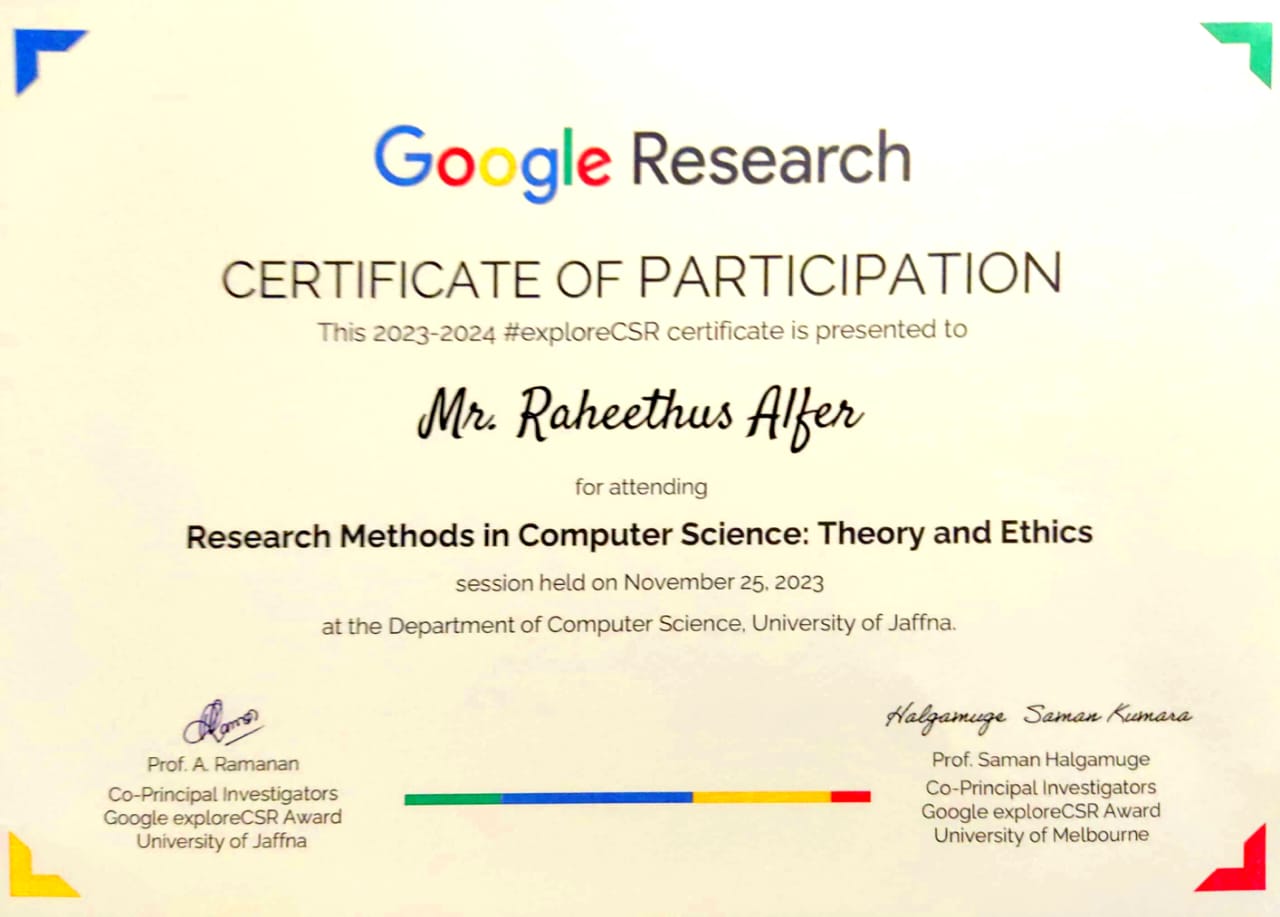 Google Research
CERTIFICATE OF PARTICIPATION
This 2023-2024 #exploreCSR certificate is presented to
Mr. Raheethus Alfer
for attending
Research Methods in Computer Science: Theory and Ethics
session held on November 25, 2023
at the Department of Computer Science, University of Jaffna.
Prof. A. Ramanan
Co-Principal Investigators
Google exploreCSR Award
University of Jaffna
Halgamuge Saman Kumara
Prof. Saman Halgamuge
Co-Principal Investigators
Google exploreCSR Award
University of Melbourne